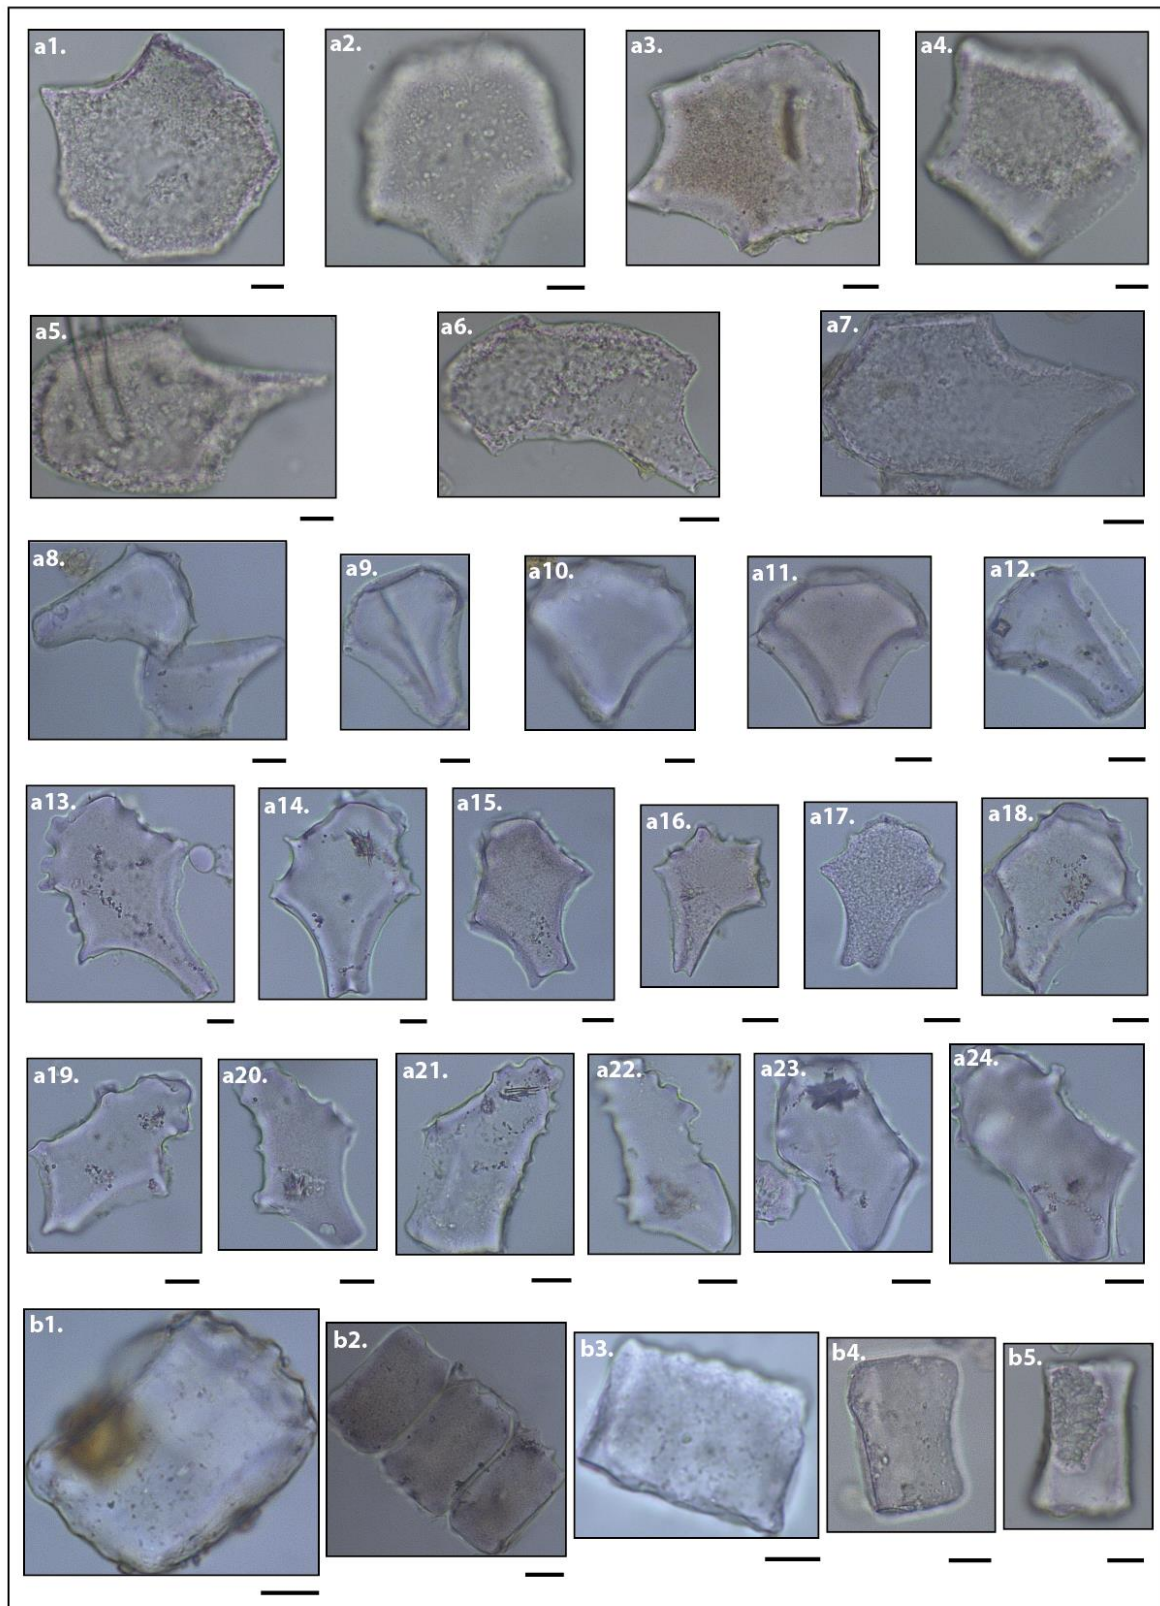 a1. a2. a3. a4.
a5. a6. a7.
a8. a9. a10. a11. a12.
a13. a14. a15. a16. a17. a18.
a19. a20. a21. a22. a23. a24.
b1. b2. b3. b4. b5.